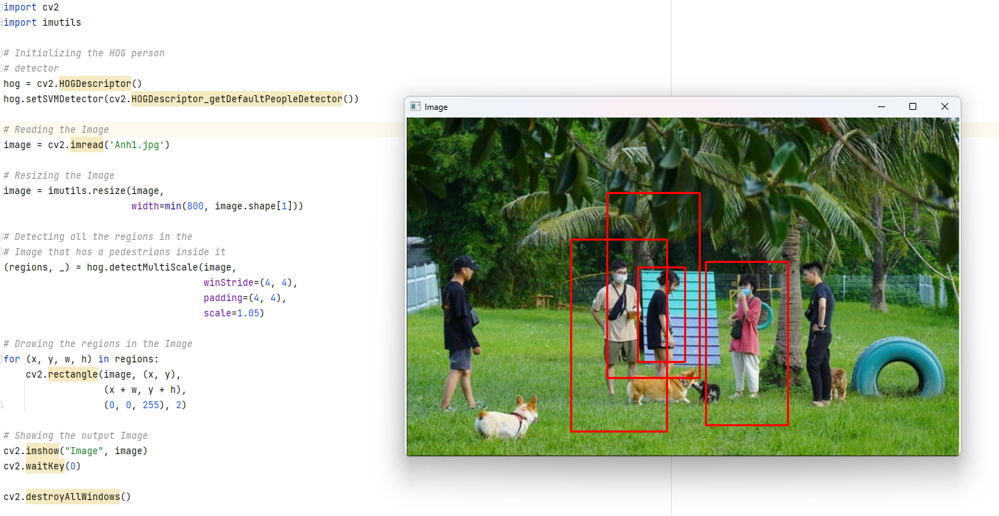 import cv2
import imutils
# Initializing the HOG person
# detector
hog = cv2.HOGDescriptor()
hog.setSVMDetector(cv2.HOGDescriptor_getDefaultPeopleDetector())
# Reading the Image
image = cv2.imread('Anh1.jpg')
# Resizing the Image
image = imutils.resize(image,
width=min(800, image.shape[1]))
# Detecting all the regions in the
# Image that has a pedestrians inside it
(regions, _) = hog.detectMultiScale(image,
winStride=(4, 4),
padding=(4, 4),
scale=1.05)
# Drawing the regions in the Image
for (x, y, w, h) in regions:
cv2.rectangle(image, (x, y),
(x + w, y + h),
(0, 0, 255), 2)
# Showing the output Image
cv2.imshow("Image", image)
cv2.waitKey(0)
cv2.destroyAllWindows()
Image